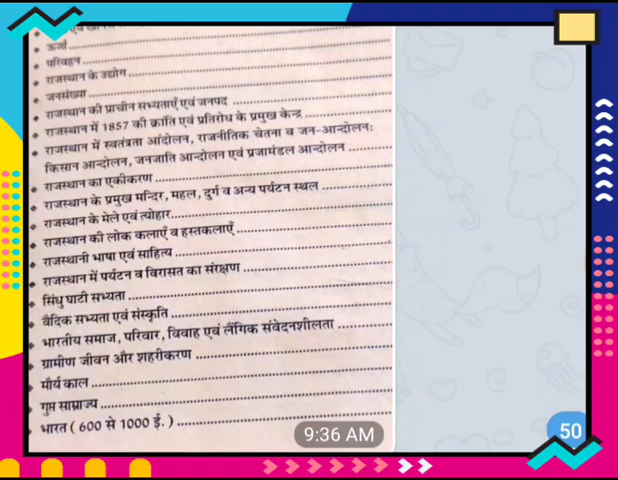 एवं
ऊर्जा
परिवहन
राजस्थान के उद्योग
जनसंख्या
राजस्थान की प्राचीन सभ्यताएँ एवं जनपद
राजस्थान में 1857 की क्रांति एवं प्रतिरोध के प्रमुख केन्द्र
राजस्थान में स्वतंत्रता आंदोलन, राजनीतिक चेतना व जन-आन्दोलन:
किसान आन्दोलन, जनजाति आन्दोलन एवं प्रजामंडल आन्दोलन
राजस्थान का एकीकरण
राजस्थान के प्रमुख मन्दिर, महल, दुर्ग व अन्य पर्यटन स्थल
राजस्थान के मेले एवं त्योहार
राजस्थान की लोक कलाएँ व हस्तकलाएँ
राजस्थानी भाषा एवं साहित्य
राजस्थान में पर्यटन व विरासत का संरक्षण
सिंधु घाटी सभ्यता
वैदिक सभ्यता एवं संस्कृति
भारतीय समाज, परिवार, विवाह एवं लैंगिक संवेदनशीलता
ग्रामीण जीवन और शहरीकरण
मौर्य काल
गुप्त साम्राज्य
भारत ( 600 से 1000 ई. )
9:36 AM
50